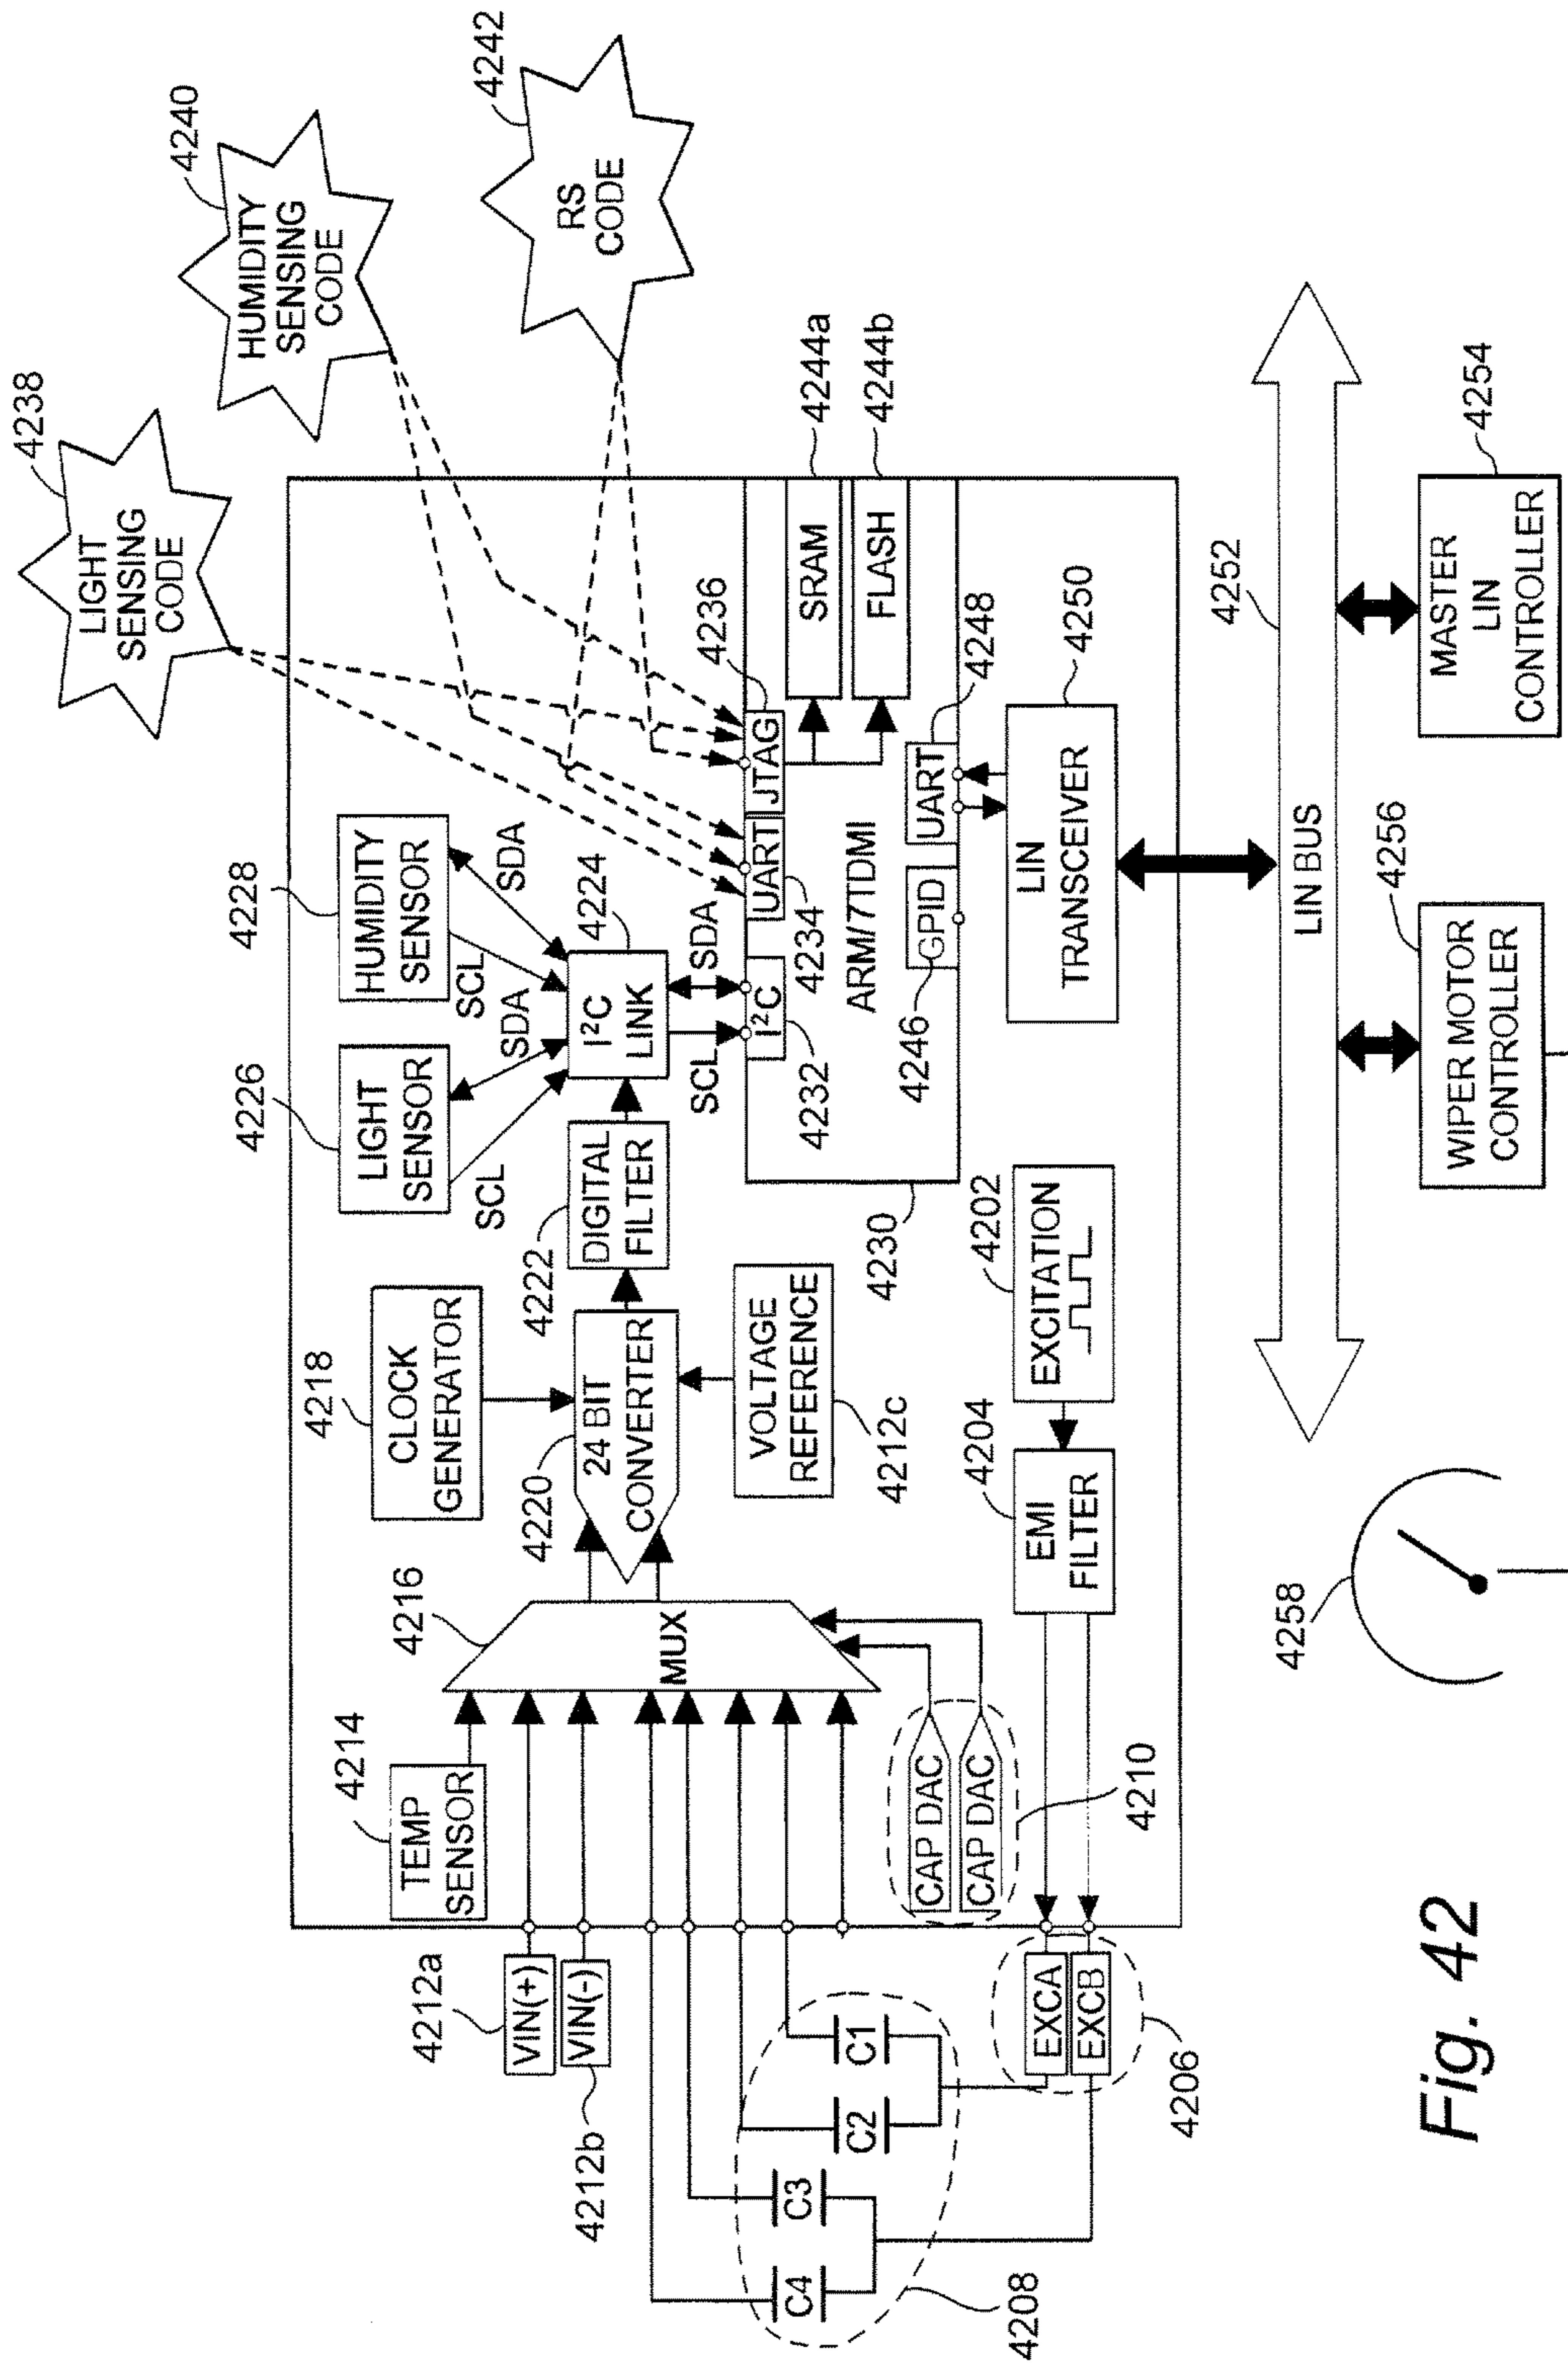 4238
LIGHT
SENSING
CODE
4240
HUMIDITY
SENSING
CODE
4242
RS
CODE
4214
TEMP
SENSOR
4216
MUX
4218
CLOCK
GENERATOR
4220
24 BIT
CONVERTER
4222
DIGITAL
FILTER
4226
LIGHT
SENSOR
SCL
SDA
4228
HUMIDITY
SENSOR
SCL
SDA
4224
I²C
LINK
SCL
SDA
4212a
VIN(+)
VIN(-)
4212b
VOLTAGE
REFERENCE
4212c
4232
I²C
4234
UART
4236
JTAG
SRAM
4244a
FLASH
4244b
ARM/7TDMI
4230
4246
GPID
UART
4248
C4
C3
C2
C1
4208
CAP DAC
CAP DAC
4210
EXCA
EXCB
4206
4204
EMI
FILTER
4202
EXCITATION
LIN
TRANSCEIVER
4250
4252
LIN BUS
4258
4256
WIPER MOTOR
CONTROLLER
4254
MASTER
LIN
CONTROLLER
Fig. 42